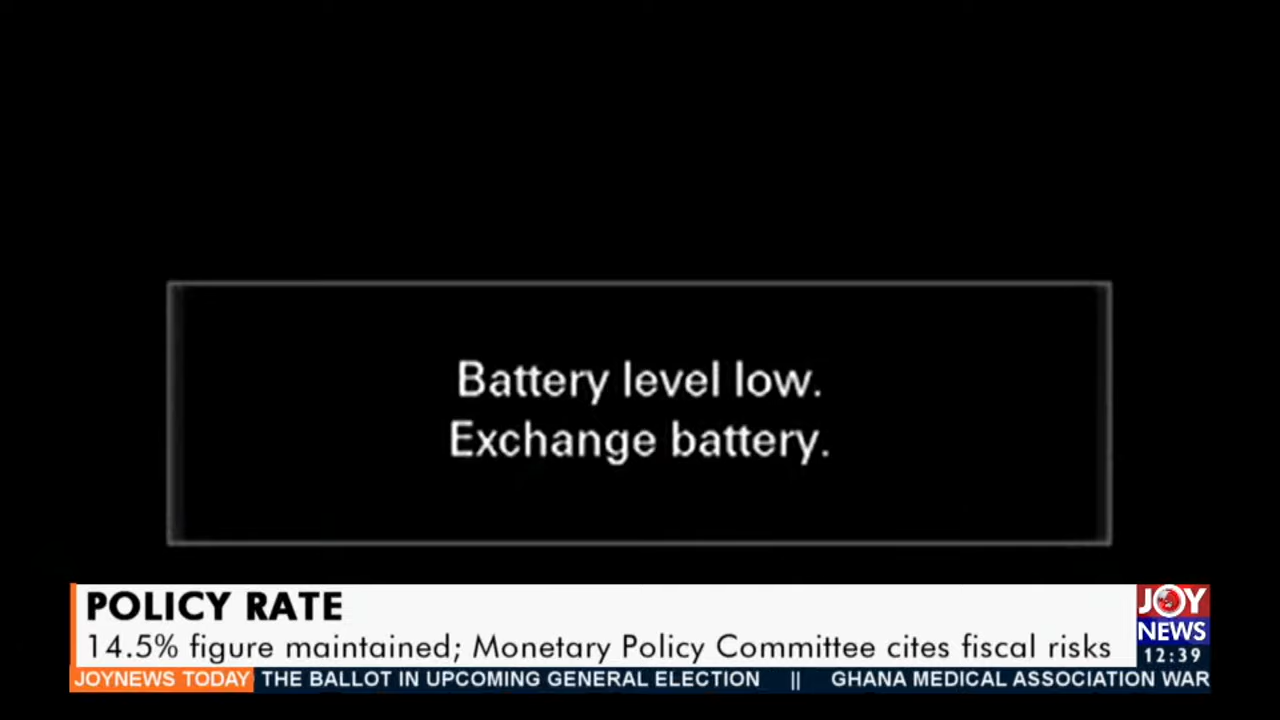 Battery level low.
Exchange battery.
POLICY RATE
14.5% figure maintained; Monetary Policy Committee cites fiscal risks
JOY
NEWS
12:39
JOYNEWS TODAY THE BALLOT IN UPCOMING GENERAL ELECTION || GHANA MEDICAL ASSOCIATION WAR